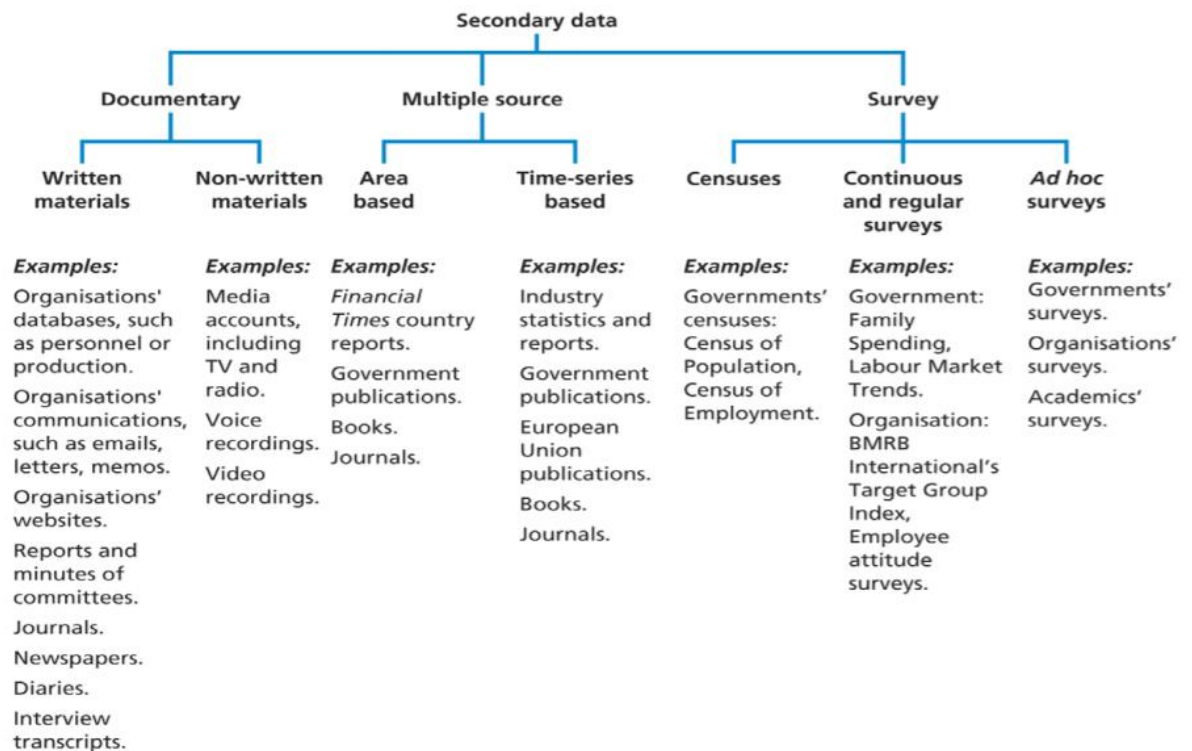 Secondary data
Documentary
Multiple source
Survey
Written
materials
Non-written
materials
Area
based
Time-series
based
Censuses
Continuous
and regular
surveys
Ad hoc
surveys
Examples:
Organisations'
databases, such
as personnel or
production.
Organisations'
communications,
such as emails,
letters, memos.
Organisations’
websites.
Reports and
minutes of
committees.
Journals.
Newspapers.
Diaries.
Interview
transcripts.
Examples:
Media
accounts,
including
TV and
radio.
Voice
recordings.
Video
recordings.
Examples:
Financial
Times country
reports.
Government
publications.
Books.
Journals.
Examples:
Industry
statistics and
reports.
Government
publications.
European
Union
publications.
Books.
Journals.
Examples:
Governments’
censuses:
Census of
Population,
Census of
Employment.
Examples:
Government:
Family
Spending,
Labour Market
Trends.
Organisation:
BMRB
International’s
Target Group
Index,
Employee
attitude
surveys.
Examples:
Governments’
surveys.
Organisations’
surveys.
Academics’
surveys.